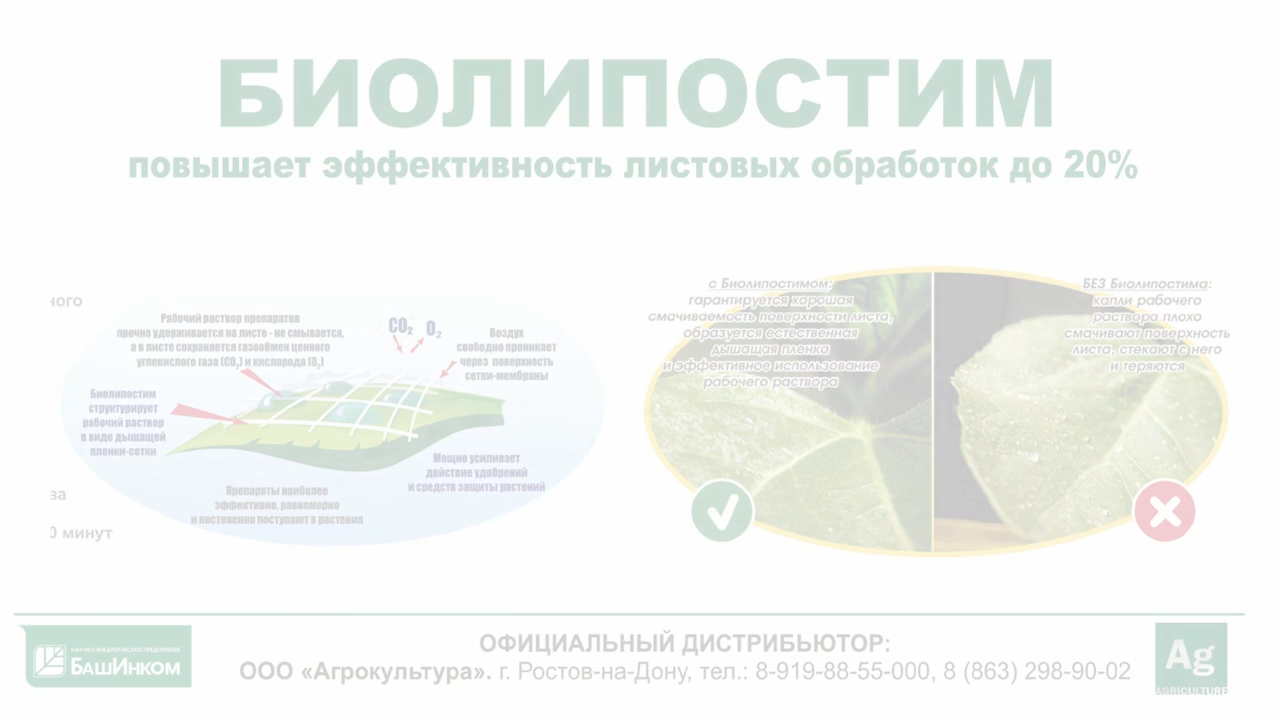 БИОЛИПОСТИМ
повышает эффективность листовых обработок до 20%
ного
Рабочий раствор препаратов
прочно удерживается на листе - не смывается,
а в листе сохраняется газообмен ценного
углекислого газа (CO2) и кислорода (O2)
CO2 O2
Воздух
свободно проникает
через поверхность
сетки-мембраны
Биолипостим
структурирует
рабочий раствор
в виде дышащей
пленки-сетки
Мощно усиливает
действие удобрений
и средств защиты растений
Препараты наиболее
эффективно, равномерно
и постепенно поступают в растения
ва
0 минут
с Биолипостимом:
гарантируется хорошая
смачиваемость поверхности листа,
образуется естественная
дышащая пленка
и эффективное использование
рабочего раствора
БЕЗ Биолипостима:
капли рабочего
раствора плохо
смачивают поверхность
листа, стекают с него
и теряются
НАУЧНО-ВНЕДРЕНЧЕСКОЕ ПРЕДПРИЯТИЕ
БашИнком
ОФИЦИАЛЬНЫЙ ДИСТРИБЬЮТОР:
ООО «Агрокультура». г. Ростов-на-Дону, тел.: 8-919-88-55-000, 8 (863) 298-90-02
Ag
AGRICULTURE